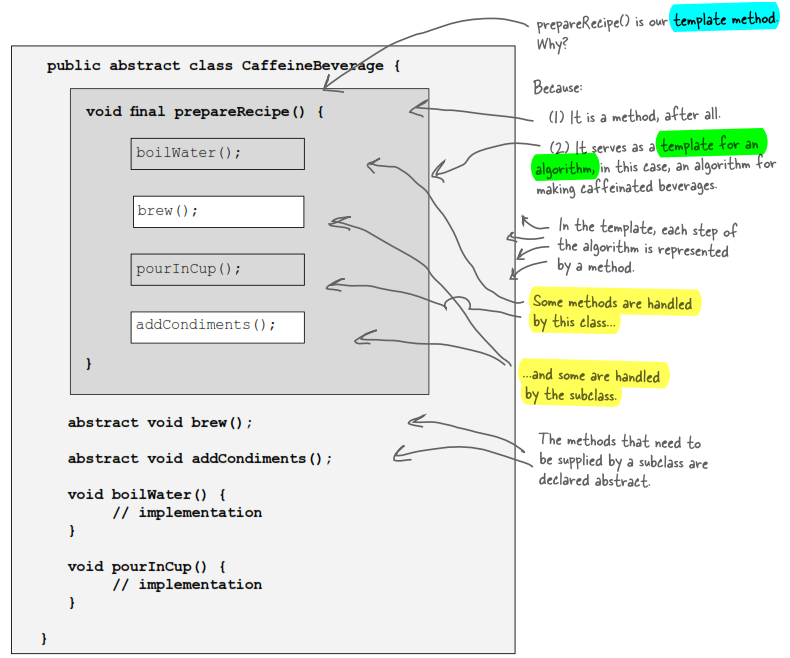 public abstract class CaffeineBeverage {
void final prepareRecipe() {
boilWater();
brew();
pourInCup();
addCondiments();
}
abstract void brew();
abstract void addCondiments();
void boilWater() {
// implementation
}
void pourInCup() {
// implementation
}
}
prepareRecipe() is our template method.
Why?
Because:
(1) It is a method, after all.
(2) It serves as a template for an
algorithm, in this case, an algorithm for
making caffeinated beverages.
In the template, each step of
the algorithm is represented
by a method.
Some methods are handled
by this class...
...and some are handled
by the subclass.
The methods that need to
be supplied by a subclass are
declared abstract.